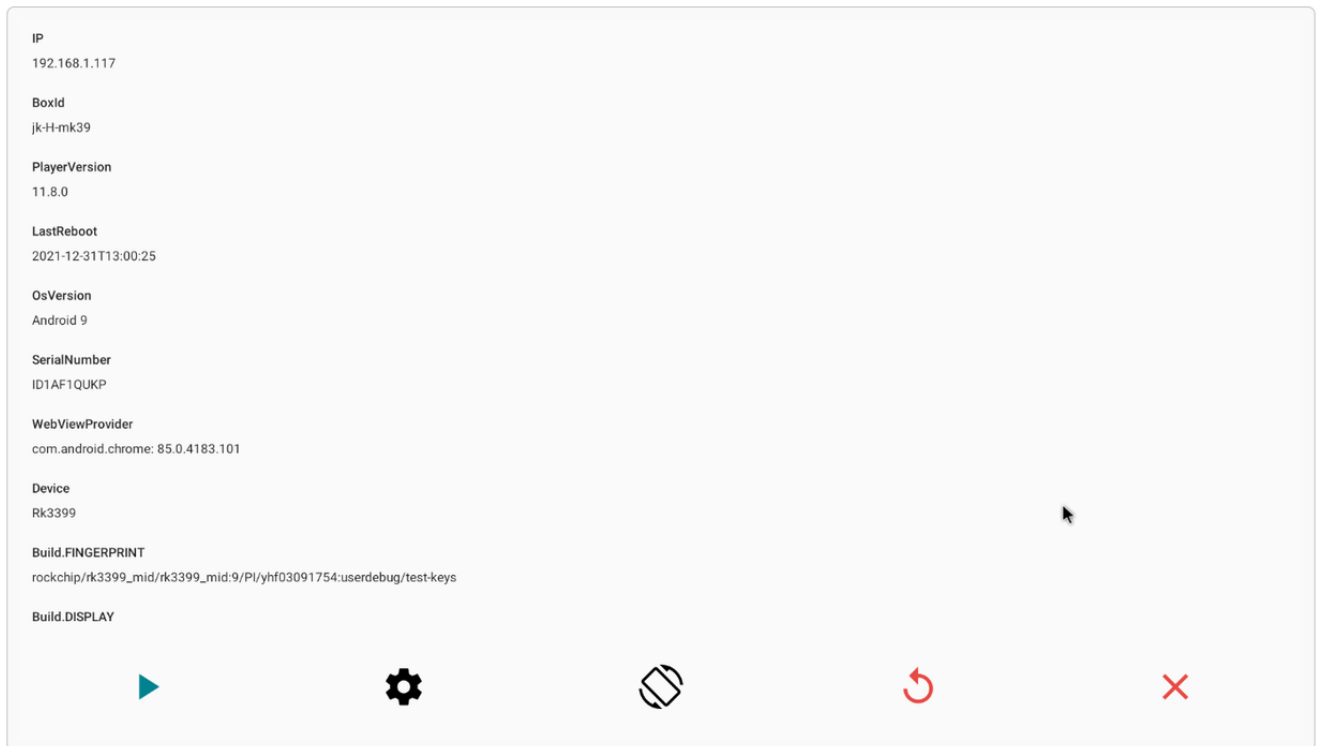 IP
192.168.1.117
BoxId
jk-H-mk39
PlayerVersion
11.8.0
LastReboot
2021-12-31T13:00:25
OsVersion
Android 9
SerialNumber
ID1AF1QUKP
WebViewProvider
com.android.chrome: 85.0.4183.101
Device
Rk3399
Build.FINGERPRINT
rockchip/rk3399_mid/rk3399_mid:9/PI/yhf03091754:userdebug/test-keys
Build.DISPLAY